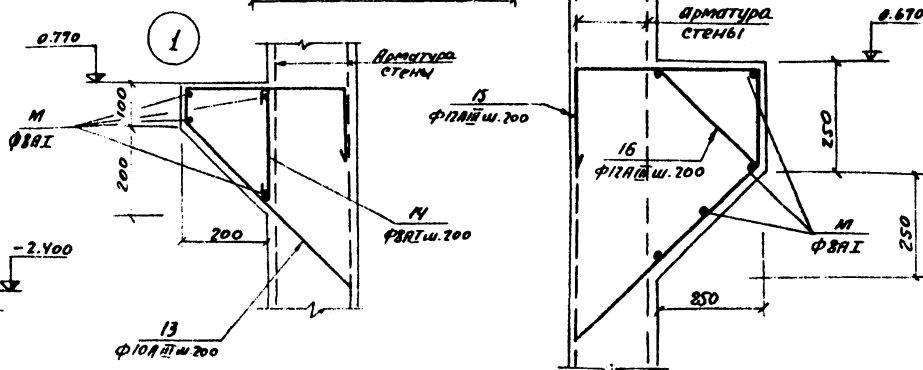 1
0.770
Арматура
стены
М
Ф8АI
100
200
200
14
Ф8АI ш.200
-2.400
13
Ф10АIII ш.200
Арматура
стены
0.670
15
Ф12АIII ш.200
16
Ф12АIII ш.200
250
М
Ф8АI
250
250